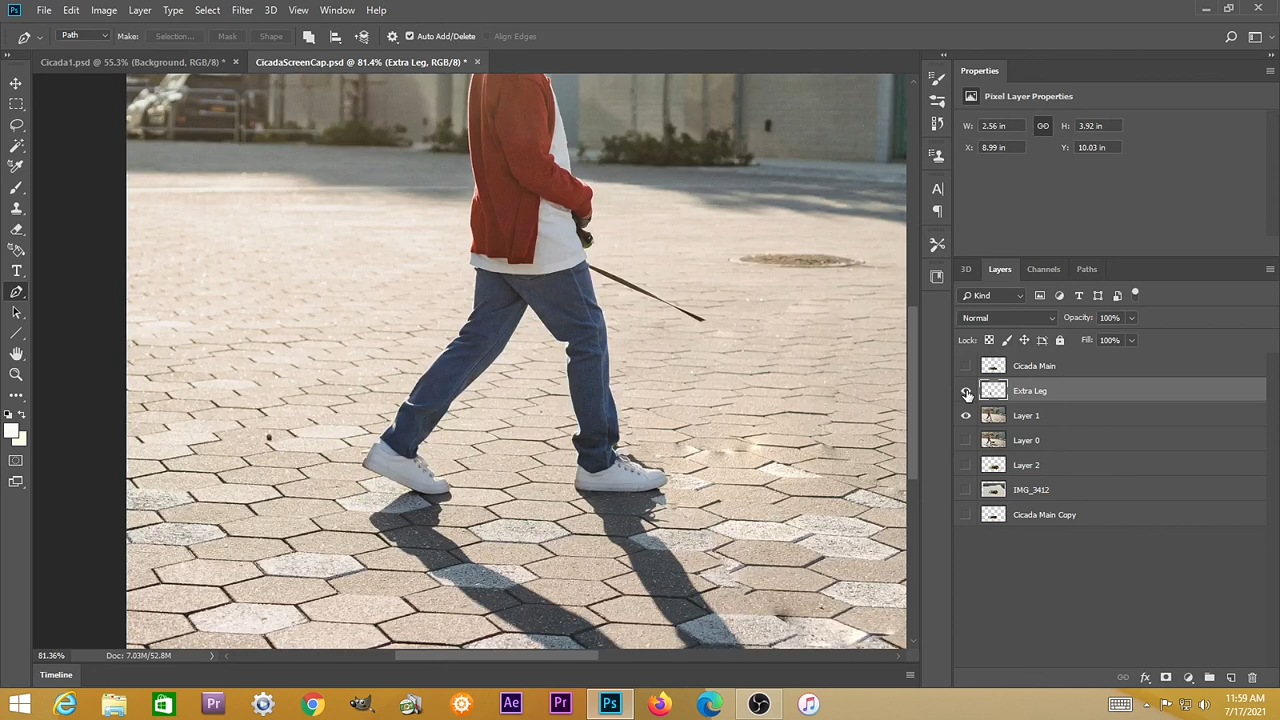 Ps File Edit Image Layer Type Select Filter 3D View Window Help
Path Make: Selection... Mask Shape Auto Add/Delete Align Edges
Cicada1.psd @ 55.3% (Background, RGB/8) * × CicadaScreenCap.psd @ 81.4% (Extra Leg, RGB/8) * ×
Properties
Pixel Layer Properties
W: 2.56 in H: 3.92 in
X: 8.99 in Y: 10.03 in
3D Layers Channels Paths
Kind
Normal Opacity: 100%
Lock: Fill: 100%
Cicada Main
Extra Leg
Layer 1
Layer 0
Layer 2
IMG_3412
Cicada Main Copy
81.36% Doc: 7.03M/52.8M
Timeline
Pr Ae Pr Ps
11:59 AM
7/17/2021